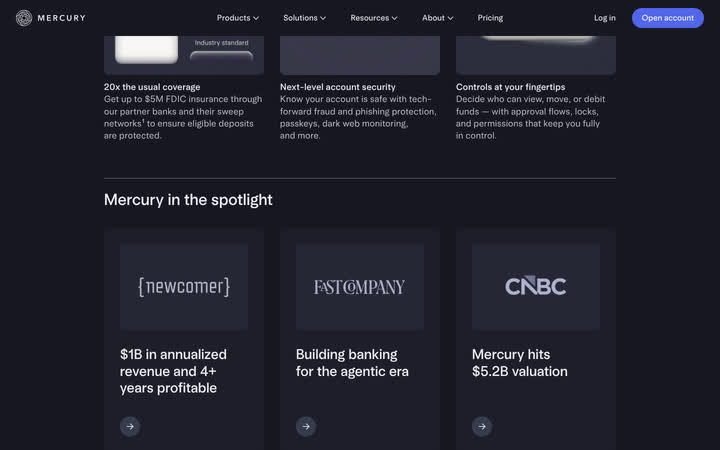 MERCURY
Products
Solutions
Resources
About
Pricing
Log in
Open account
Industry standard
20x the usual coverage
Get up to $5M FDIC insurance through
our partner banks and their sweep
networks¹ to ensure eligible deposits
are protected.
Next-level account security
Know your account is safe with tech-
forward fraud and phishing protection,
passkeys, dark web monitoring,
and more.
Controls at your fingertips
Decide who can view, move, or debit
funds — with approval flows, locks,
and permissions that keep you fully
in control.
Mercury in the spotlight
{newcomer}
$1B in annualized
revenue and 4+
years profitable
FAST COMPANY
Building banking
for the agentic era
CNBC
Mercury hits
$5.2B valuation